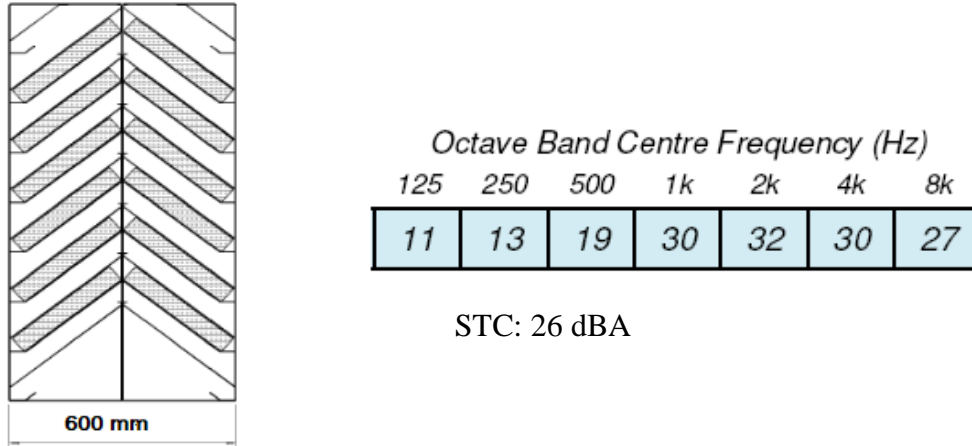 Octave Band Centre Frequency (Hz)
125 250 500 1k 2k 4k 8k
11 13 19 30 32 30 27
STC: 26 dBA
600 mm